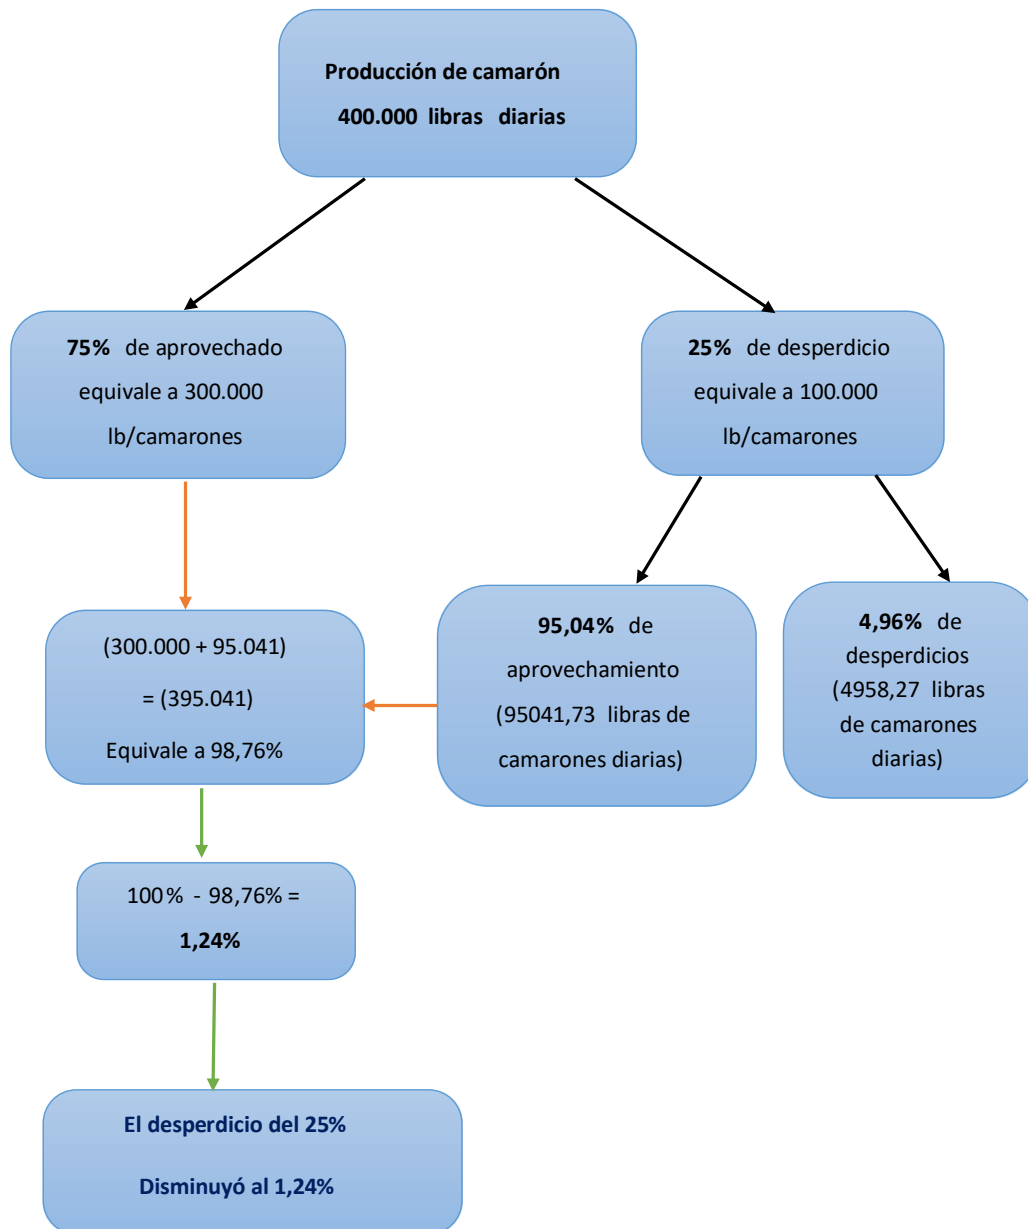 Producción de camarón
400.000 libras diarias
75% de aprovechado
equivale a 300.000
lb/camarones
25% de desperdicio
equivale a 100.000
lb/camarones
(300.000 + 95.041)
= (395.041)
Equivale a 98,76%
95,04% de
aprovechamiento
(95041,73 libras de
camarones diarias)
4,96% de
desperdicios
(4958,27 libras
de camarones
diarias)
100% - 98,76% =
1,24%
El desperdicio del 25%
Disminuyó al 1,24%